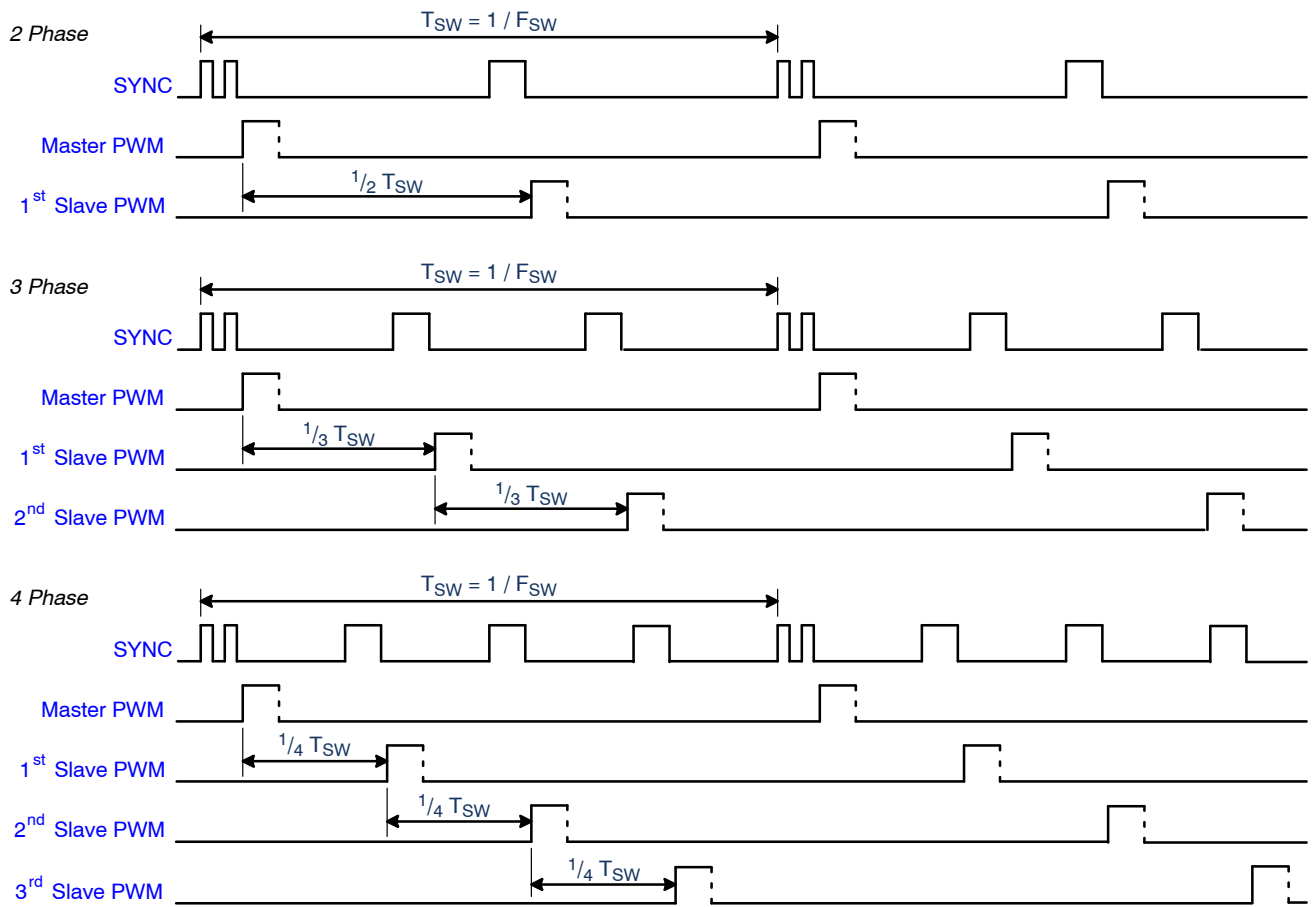 2 Phase
T_SW = 1 / F_SW
SYNC
Master PWM
1/2 T_SW
1st Slave PWM
3 Phase
T_SW = 1 / F_SW
SYNC
Master PWM
1/3 T_SW
1st Slave PWM
1/3 T_SW
2nd Slave PWM
4 Phase
T_SW = 1 / F_SW
SYNC
Master PWM
1/4 T_SW
1st Slave PWM
1/4 T_SW
2nd Slave PWM
1/4 T_SW
3rd Slave PWM